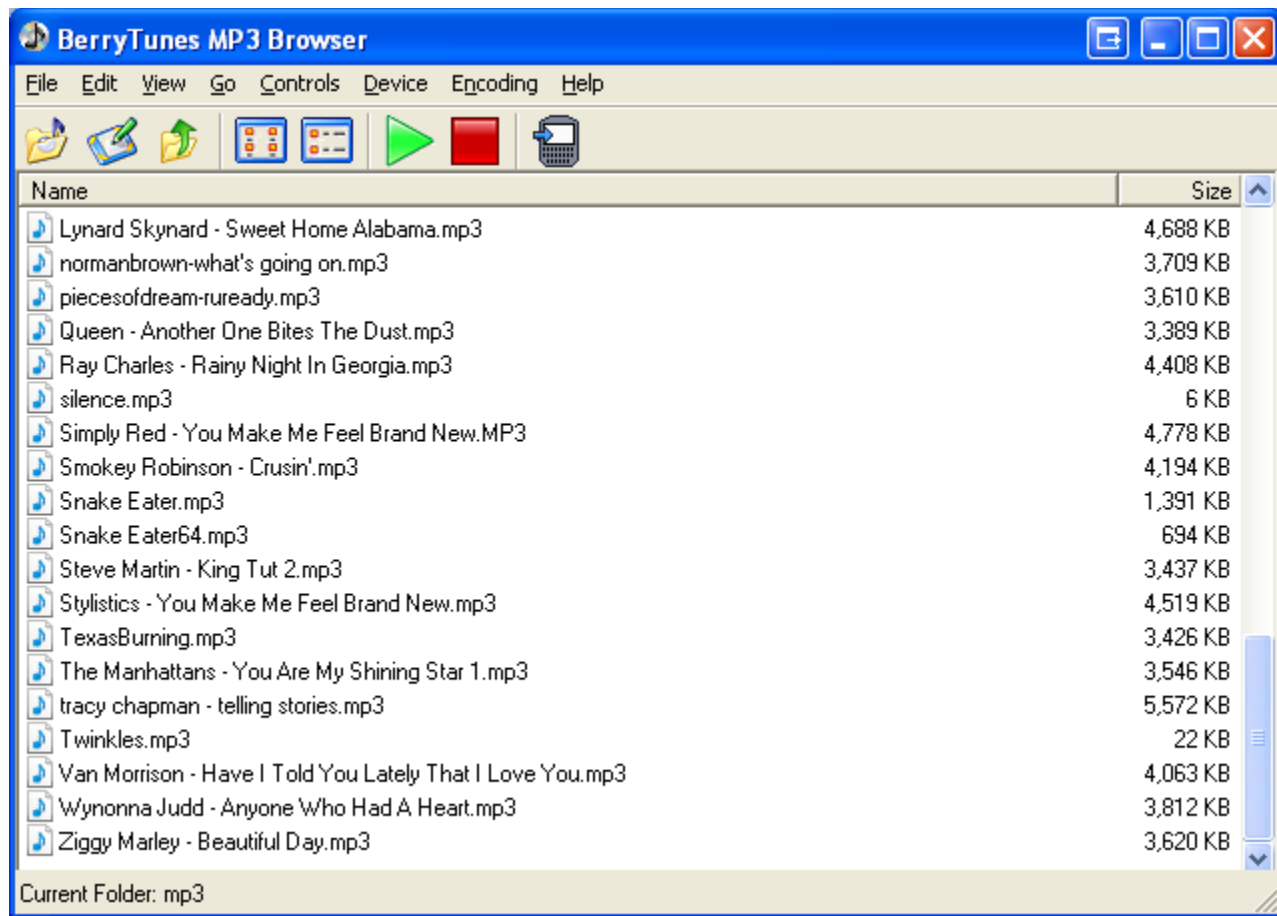 BerryTunes MP3 Browser
File Edit View Go Controls Device Encoding Help
Name Size
Lynard Skynard - Sweet Home Alabama.mp3 4,688 KB
normanbrown-what's going on.mp3 3,709 KB
piecesofdream-ruready.mp3 3,610 KB
Queen - Another One Bites The Dust.mp3 3,389 KB
Ray Charles - Rainy Night In Georgia.mp3 4,408 KB
silence.mp3 6 KB
Simply Red - You Make Me Feel Brand New.MP3 4,778 KB
Smokey Robinson - Crusin'.mp3 4,194 KB
Snake Eater.mp3 1,391 KB
Snake Eater64.mp3 694 KB
Steve Martin - King Tut 2.mp3 3,437 KB
Stylistics - You Make Me Feel Brand New.mp3 4,519 KB
TexasBurning.mp3 3,426 KB
The Manhattans - You Are My Shining Star 1.mp3 3,546 KB
tracy chapman - telling stories.mp3 5,572 KB
Twinkles.mp3 22 KB
Van Morrison - Have I Told You Lately That I Love You.mp3 4,063 KB
Wynonna Judd - Anyone Who Had A Heart.mp3 3,812 KB
Ziggy Marley - Beautiful Day.mp3 3,620 KB
Current Folder: mp3